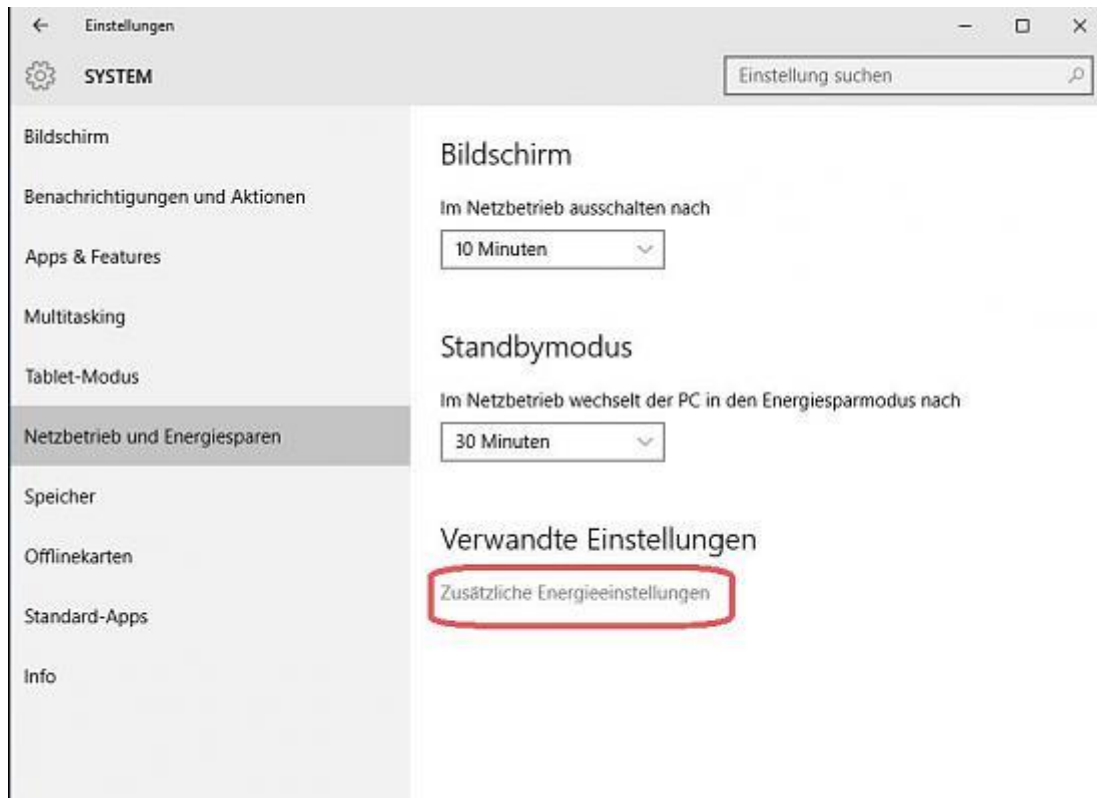 Einstellungen
SYSTEM
Einstellung suchen
Bildschirm
Benachrichtigungen und Aktionen
Apps & Features
Multitasking
Tablet-Modus
Netzbetrieb und Energiesparen
Speicher
Offlinekarten
Standard-Apps
Info
Bildschirm
Im Netzbetrieb ausschalten nach
10 Minuten
Standbymodus
Im Netzbetrieb wechselt der PC in den Energiesparmodus nach
30 Minuten
Verwandte Einstellungen
Zusätzliche Energieeinstellungen